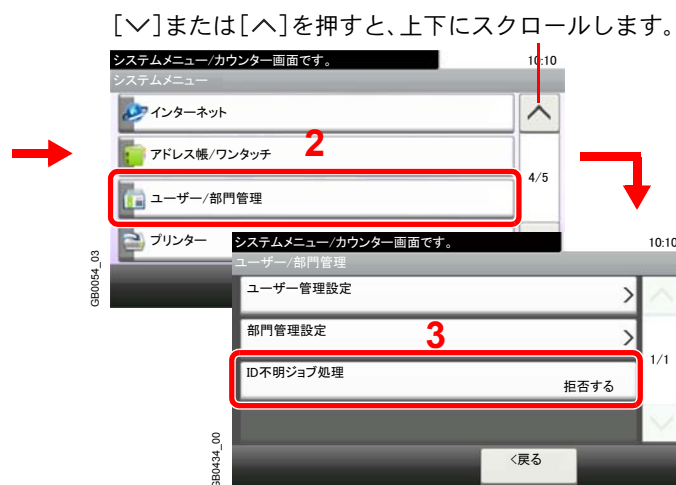 [﹀]または[︿]を押すと、上下にスクロールします。
システムメニュー/カウンター画面です。
10:10
システムメニュー
インターネット
アドレス帳/ワンタッチ
2
4/5
ユーザー/部門管理
プリンター
GB0054_03
システムメニュー/カウンター画面です。
10:10
ユーザー/部門管理
ユーザー管理設定
部門管理設定
3
1/1
ID不明ジョブ処理
拒否する
<戻る
GB0434_00